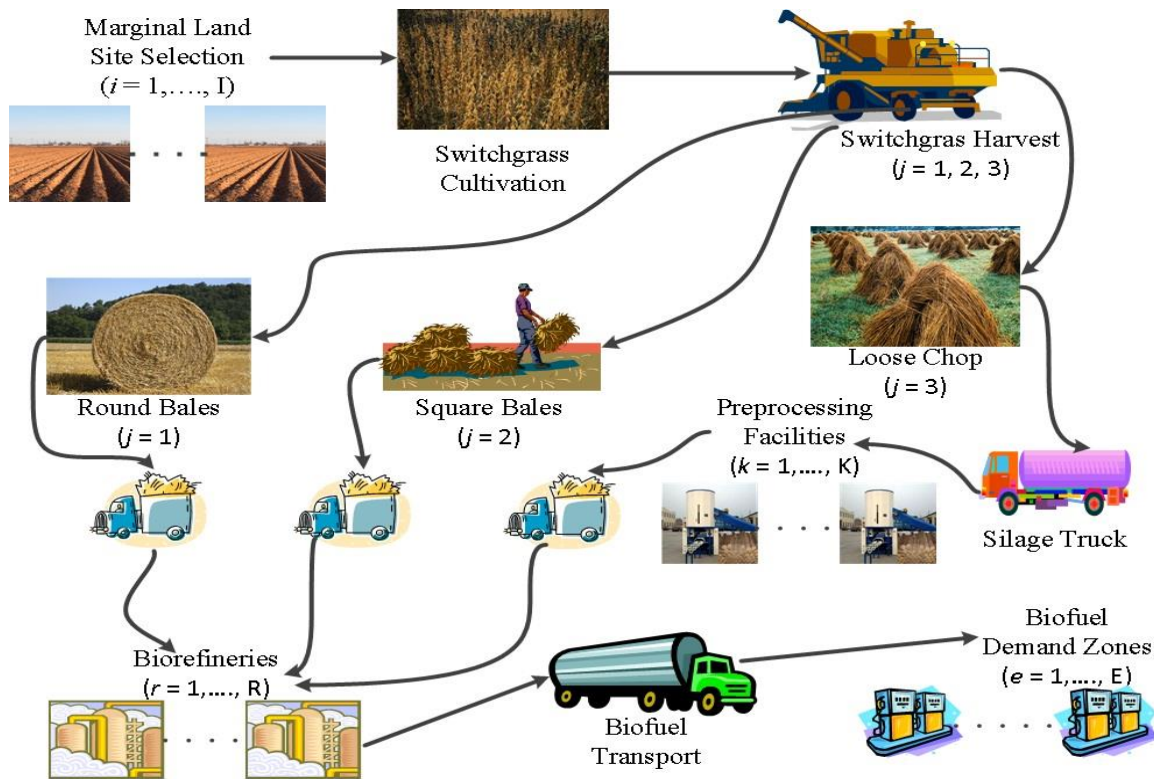 Marginal Land
Site Selection
(i = 1,...., I)
Switchgrass
Cultivation
Switchgras Harvest
(j = 1, 2, 3)
Round Bales
(j = 1)
Square Bales
(j = 2)
Loose Chop
(j = 3)
Preprocessing
Facilities
(k = 1,...., K)
Silage Truck
Biorefineries
(r = 1,...., R)
Biofuel
Transport
Biofuel
Demand Zones
(e = 1,...., E)